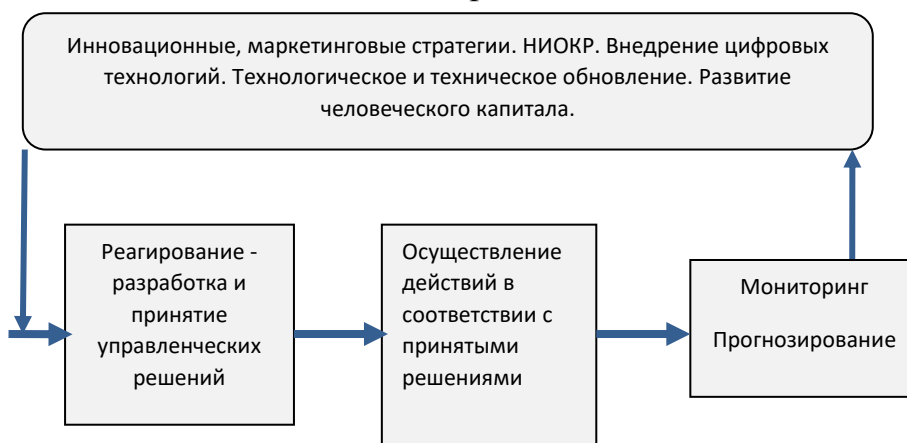 Инновационные, маркетинговые стратегии. НИОКР. Внедрение цифровых
технологий. Технологическое и техническое обновление. Развитие
человеческого капитала.
Реагирование -
разработка и
принятие
управленческих
решений
Осуществление
действий в
соответствии с
принятыми
решениями
Мониторинг
Прогнозирование